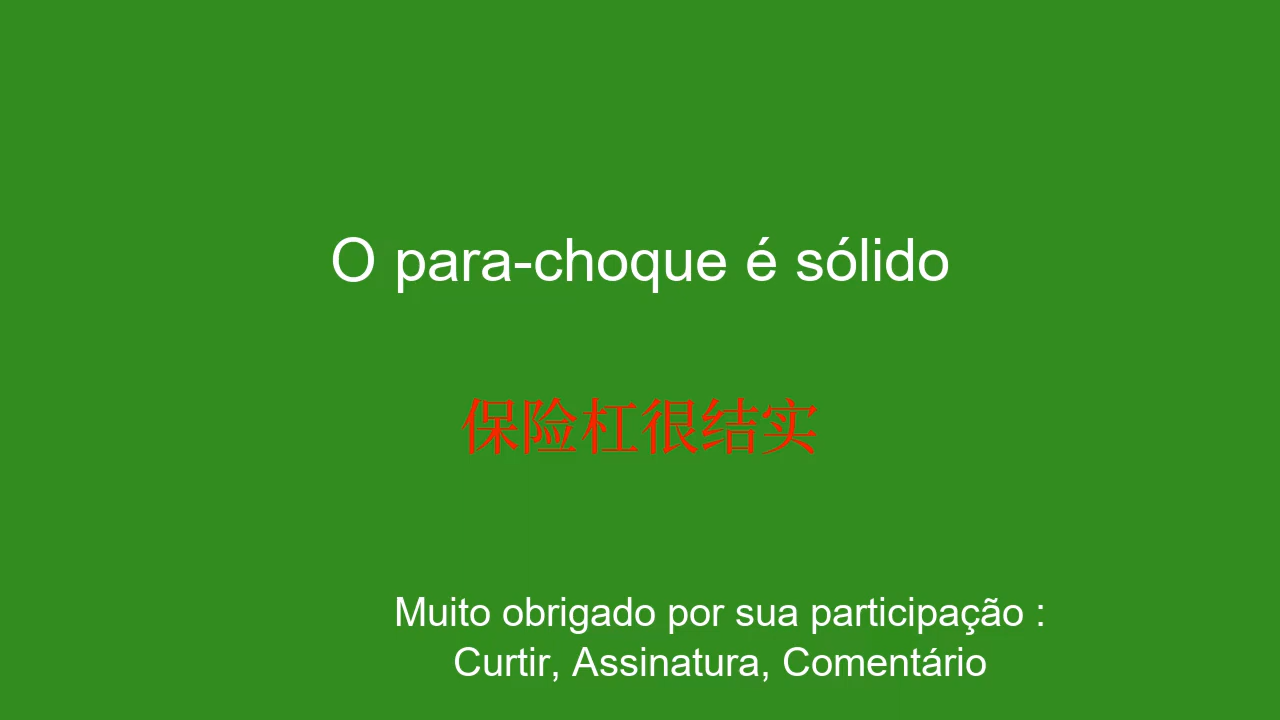 O para-choque é sólido
保险杠很结实
Muito obrigado por sua participação :
Curtir, Assinatura, Comentário